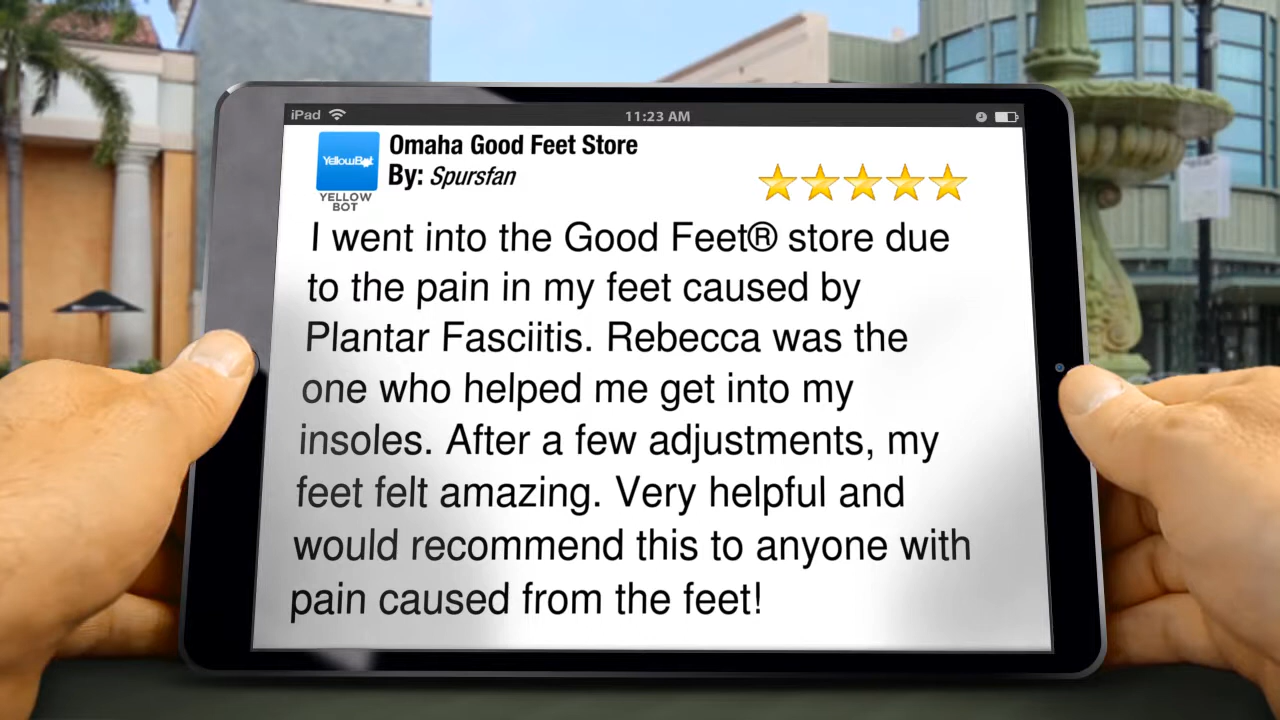 iPad 11:23 AM
YellowBot
YELLOW
BOT
Omaha Good Feet Store
By: Spursfan
I went into the Good Feet® store due
to the pain in my feet caused by
Plantar Fasciitis. Rebecca was the
one who helped me get into my
insoles. After a few adjustments, my
feet felt amazing. Very helpful and
would recommend this to anyone with
pain caused from the feet!